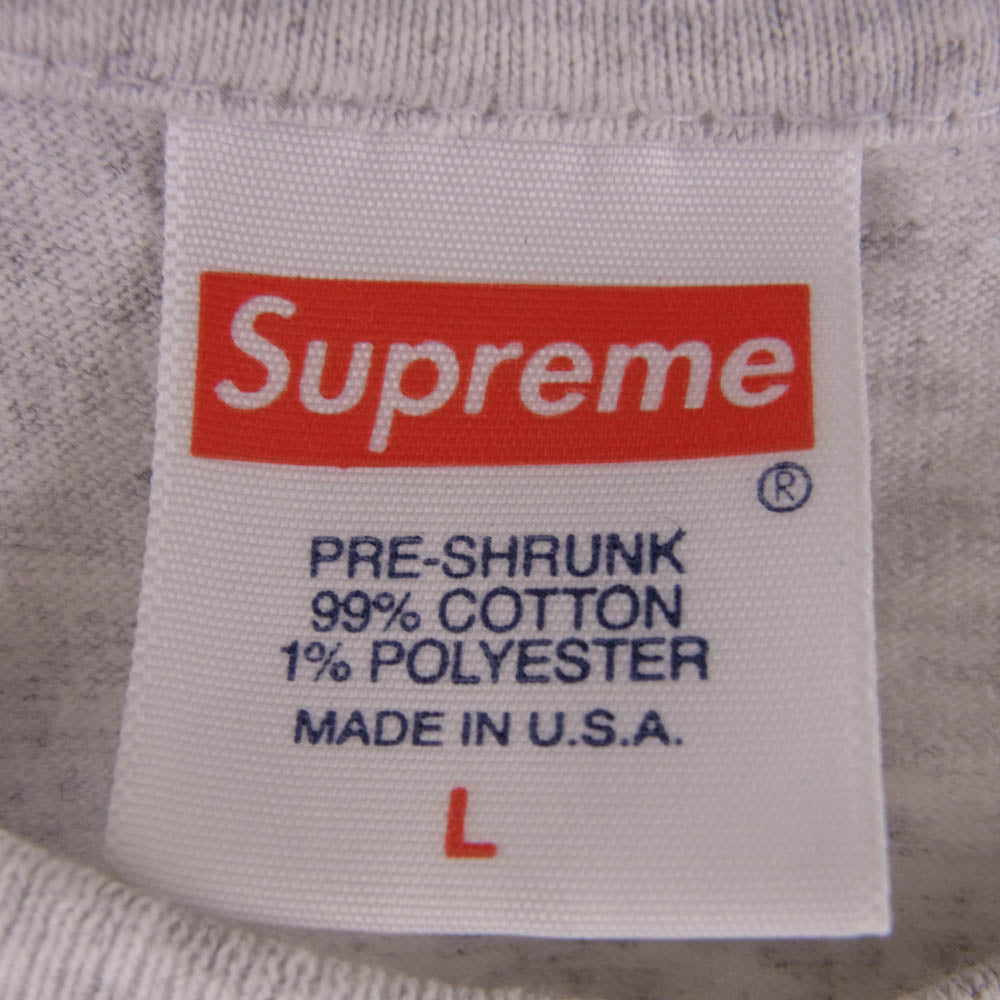 Supreme
®
PRE-SHRUNK
99% COTTON
1% POLYESTER
MADE IN U.S.A.
L